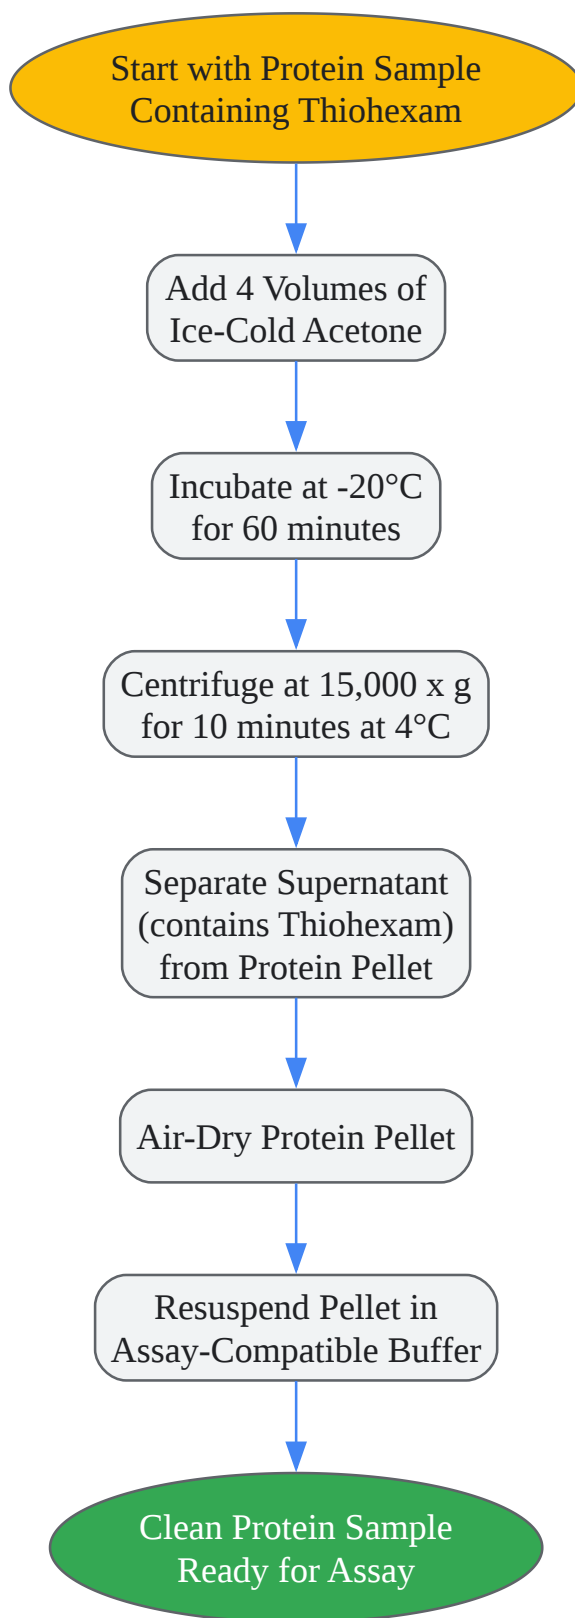 Start with Protein Sample
Containing Thiohexam
Add 4 Volumes of
Ice-Cold Acetone
Incubate at -20°C
for 60 minutes
Centrifuge at 15,000 x g
for 10 minutes at 4°C
Separate Supernatant
(contains Thiohexam)
from Protein Pellet
Air-Dry Protein Pellet
Resuspend Pellet in
Assay-Compatible Buffer
Clean Protein Sample
Ready for Assay